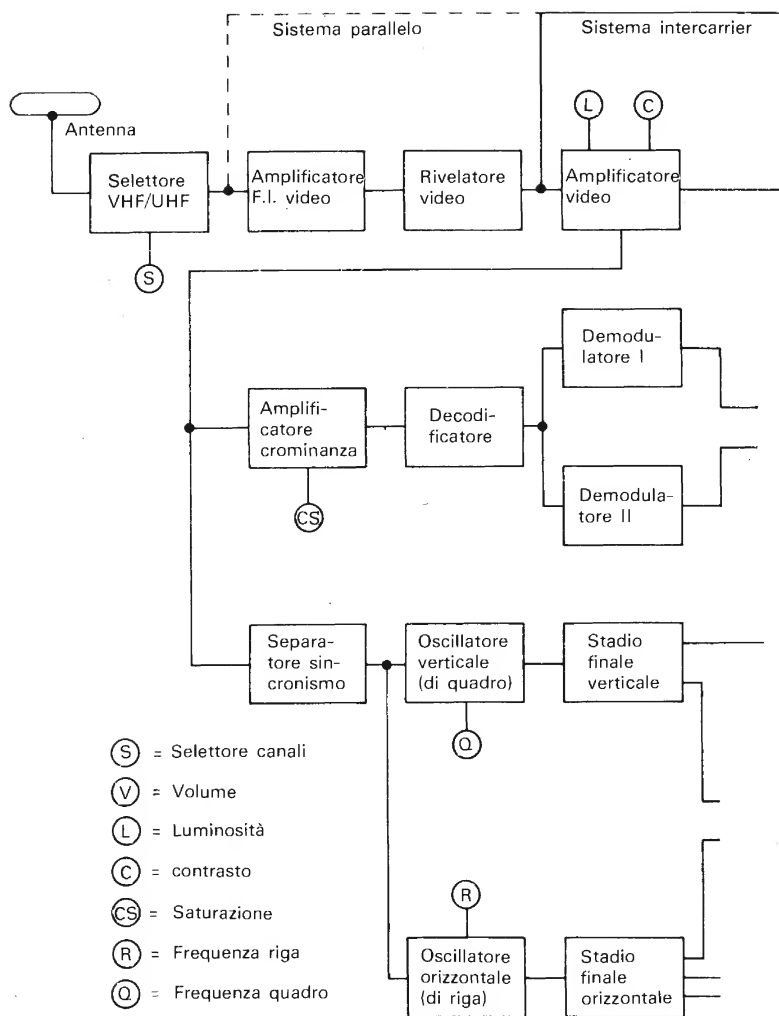 Sistema parallelo
Sistema intercarrier
L
C
Antenna
Selettore
VHF/UHF
Amplificatore
F.I. video
Rivelatore
video
Amplificatore
video
S
Demodu-
latore I
Amplifi-
catore
crominanza
Decodi-
ficatore
Demodula-
tore II
CS
Separa-
tore sin-
cronismo
Oscillatore
verticale
(di quadro)
Stadio
finale
verticale
Q
S = Selettore canali
V = Volume
L = Luminosità
C = contrasto
CS = Saturazione
R = Frequenza riga
Q = Frequenza quadro
R
Oscillatore
orizzontale
(di riga)
Stadio
finale
orizzontale